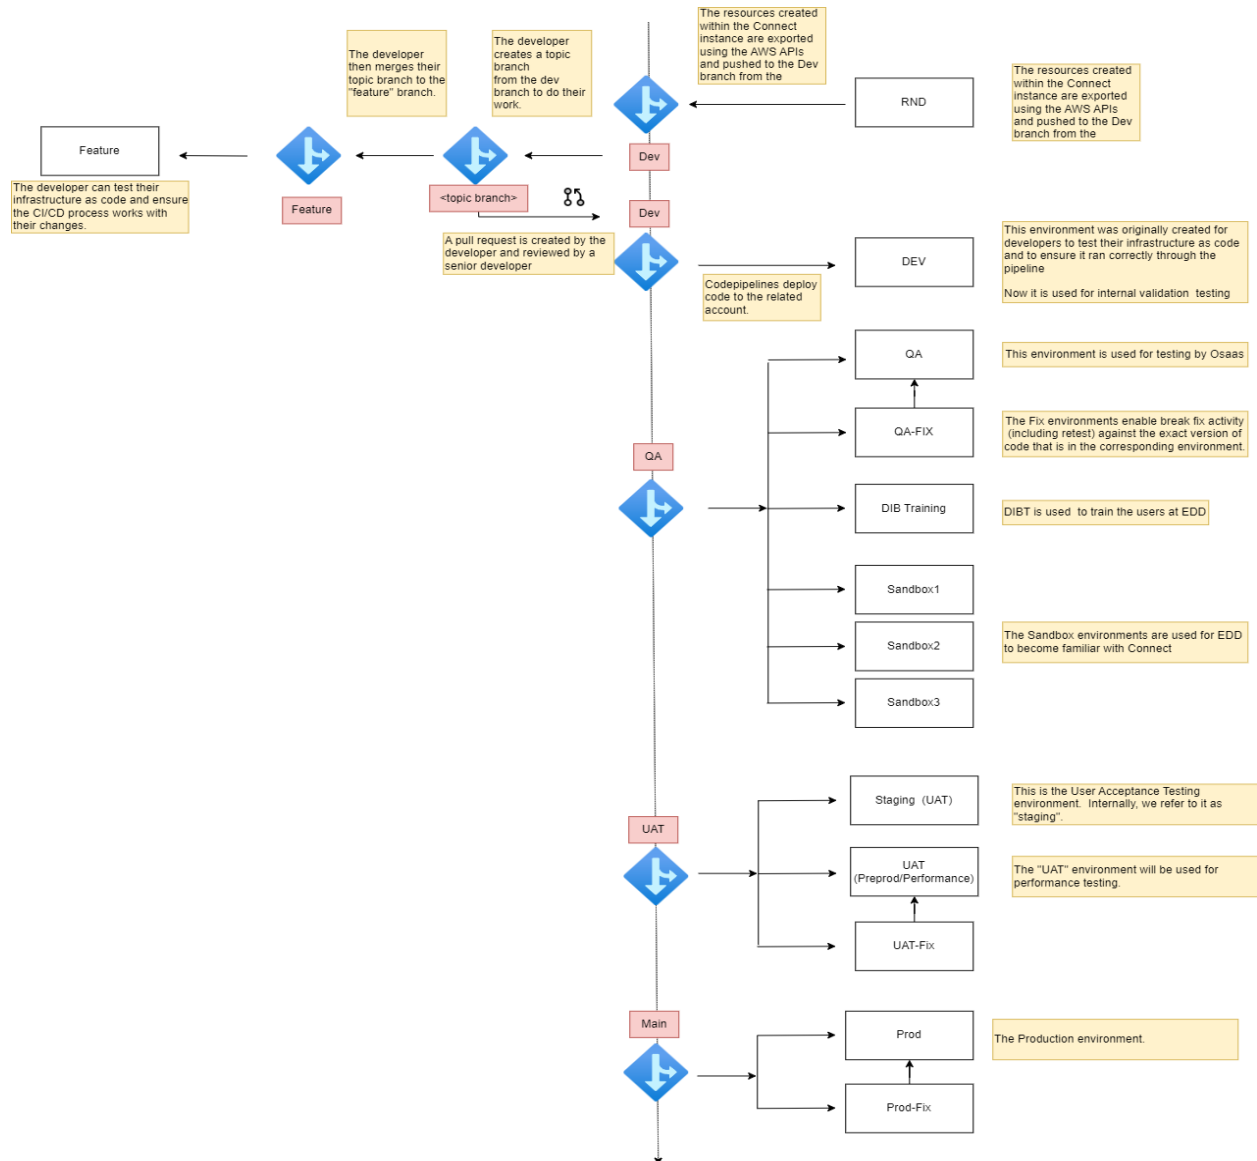 The resources created
within the Connect
instance are exported
using the AWS APIs
and pushed to the Dev
branch from the
The developer
creates a topic
branch
from the dev
branch to do their
work.
The developer
then merges their
topic branch to the
"feature" branch.
RND
The resources created
within the Connect
instance are exported
using the AWS APIs
and pushed to the Dev
branch from the
Feature
Dev
The developer can test their
infrastructure as code and ensure
the CI/CD process works with
their changes.
Feature
<topic branch>
Dev
A pull request is created by the
developer and reviewed by a
senior developer
DEV
This environment was originally created for
developers to test their infrastructure as code
and to ensure it ran correctly through the
pipeline
Now it is used for internal validation testing
Codepipelines deploy
code to the related
account.
QA
This environment is used for testing by Osaas
QA-FIX
The Fix environments enable break fix activity
(including retest) against the exact version of
code that is in the corresponding environment.
QA
DIB Training
DIBT is used to train the users at EDD
Sandbox1
Sandbox2
The Sandbox environments are used for EDD
to become familiar with Connect
Sandbox3
Staging (UAT)
This is the User Acceptance Testing
environment. Internally, we refer to it as
"staging".
UAT
UAT
(Preprod/Performance)
The "UAT" environment will be used for
performance testing.
UAT-Fix
Main
Prod
The Production environment.
Prod-Fix